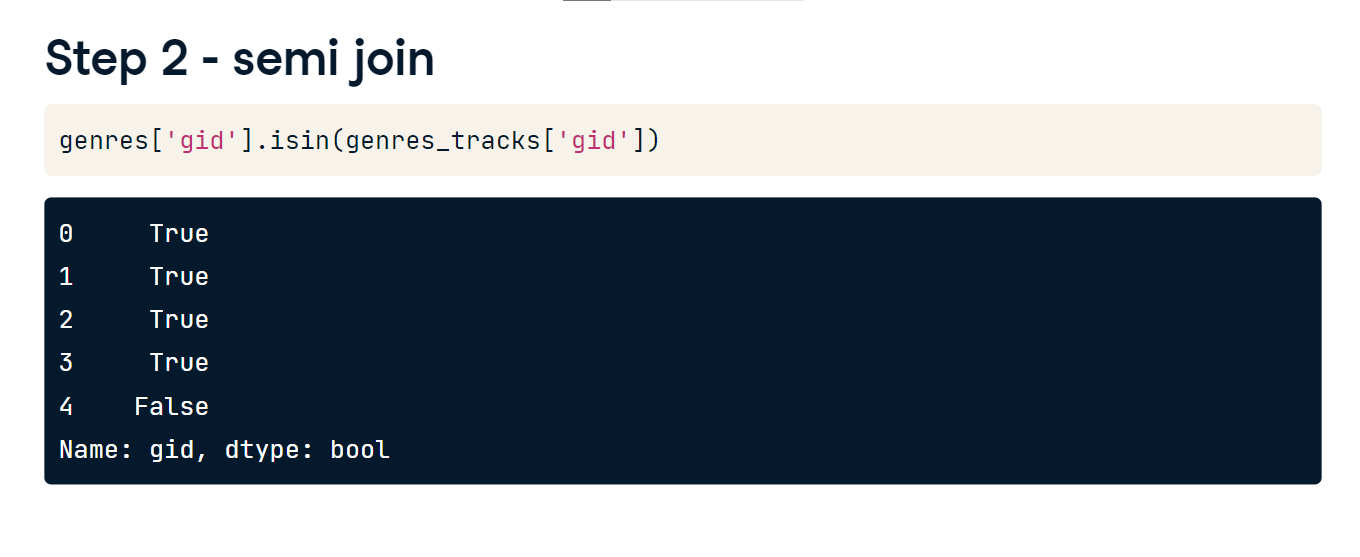 Step 2 - semi join
genres['gid'].isin(genres_tracks['gid'])
0     True
1     True
2     True
3     True
4    False
Name: gid, dtype: bool